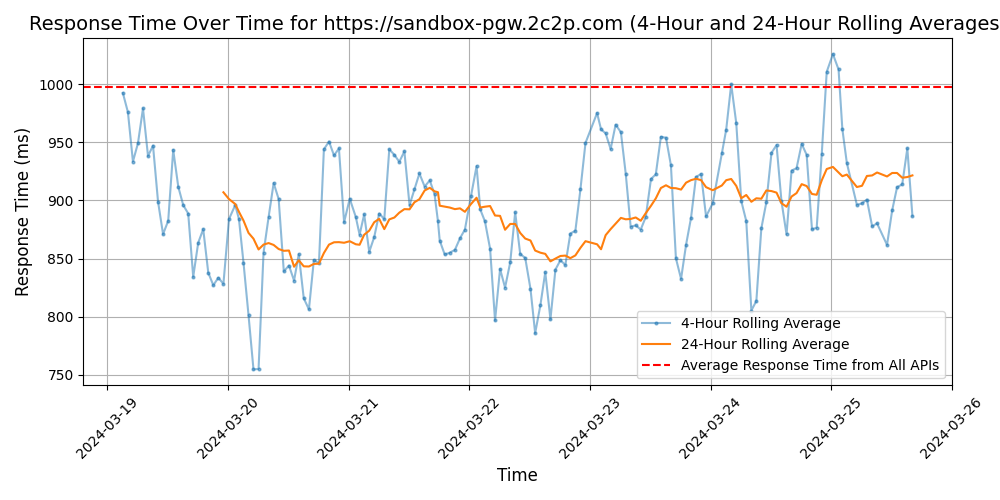 Response Time Over Time for https://sandbox-pgw.2c2p.com (4-Hour and 24-Hour Rolling Averages
Response Time (ms)
1000
950
900
850
800
750
4-Hour Rolling Average
24-Hour Rolling Average
Average Response Time from All APIs
2024-03-19
2024-03-20
2024-03-21
2024-03-22
2024-03-23
2024-03-24
2024-03-25
2024-03-26
Time